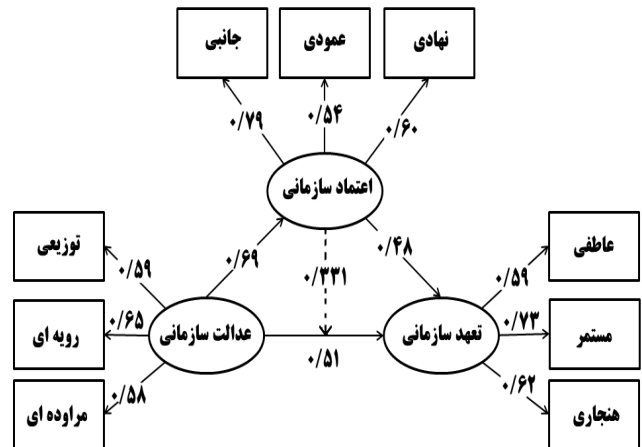 جانبی
عمودی
نهادی
۰/۷۹
۰/۵۴
۰/۶۰
اعتماد سازمانی
توزیعی
رویه ای
مراوده ای
۰/۵۹
۰/۶۵
۰/۵۸
عدالت سازمانی
۰/۶۹
۰/۳۳۱
۰/۴۸
۰/۵۱
تعهد سازمانی
۰/۵۹
۰/۷۳
۰/۶۲
عاطفی
مستمر
هنجاری